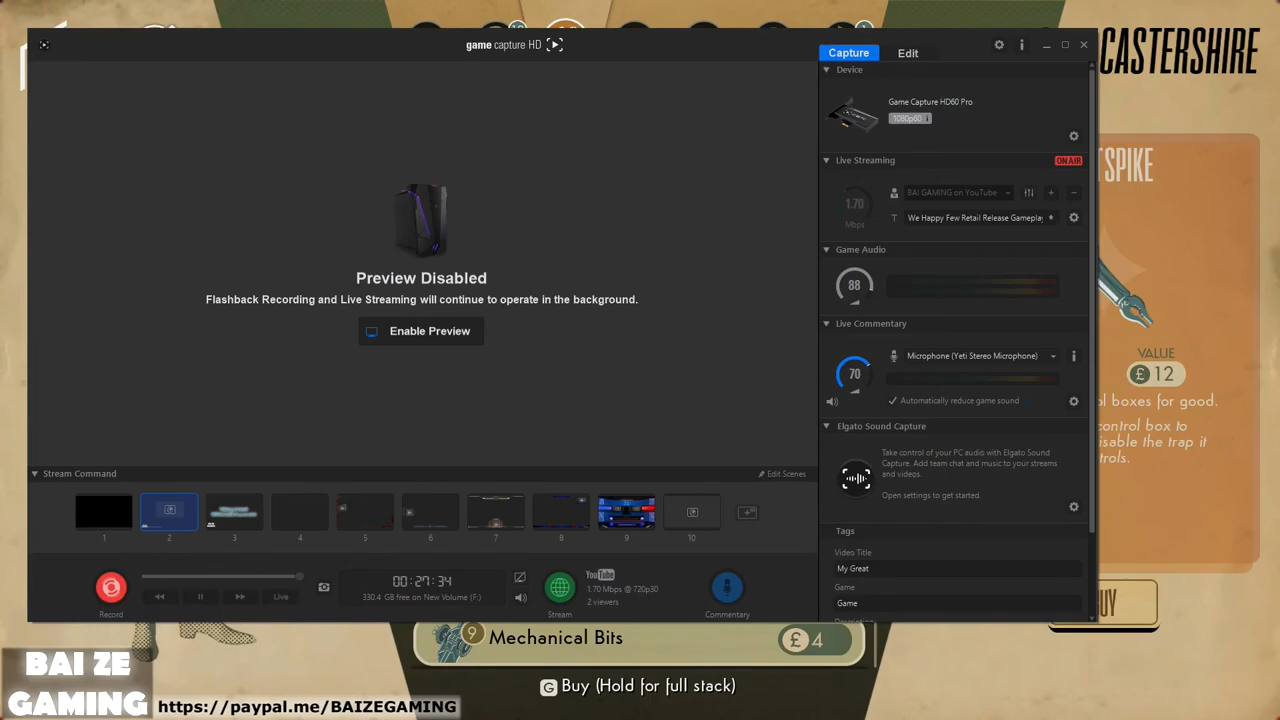 game capture HD
Capture
Edit
Device
Game Capture HD60 Pro
1080p60
Live Streaming
ON AIR
1.70
Mbps
BAI GAMING on YouTube
We Happy Few Retail Release Gameplay
Game Audio
88
Live Commentary
70
Microphone (Yeti Stereo Microphone)
Automatically reduce game sound
Elgato Sound Capture
Take control of your PC audio with Elgato Sound
Capture. Add team chat and music to your streams
and videos.
Open settings to get started.
Tags
Video Title
My Great
Game
Game
Preview Disabled
Flashback Recording and Live Streaming will continue to operate in the background.
Enable Preview
Stream Command
Edit Scenes
1 2 3 4 5 6 7 8 9 10
Live
00:27:34
330.4 GB free on New Volume (F:)
YouTube
1.70 Mbps @ 720p30
2 viewers
Record
Stream
Commentary
CASTERSHIRE
SPIKE
VALUE
£ 12
boxes for good.
control box to
isable the trap it
trols.
UY
9 Mechanical Bits £ 4
G Buy (Hold for full stack)
BAI ZE
GAMING
https://paypal.me/BAIZEGAMING